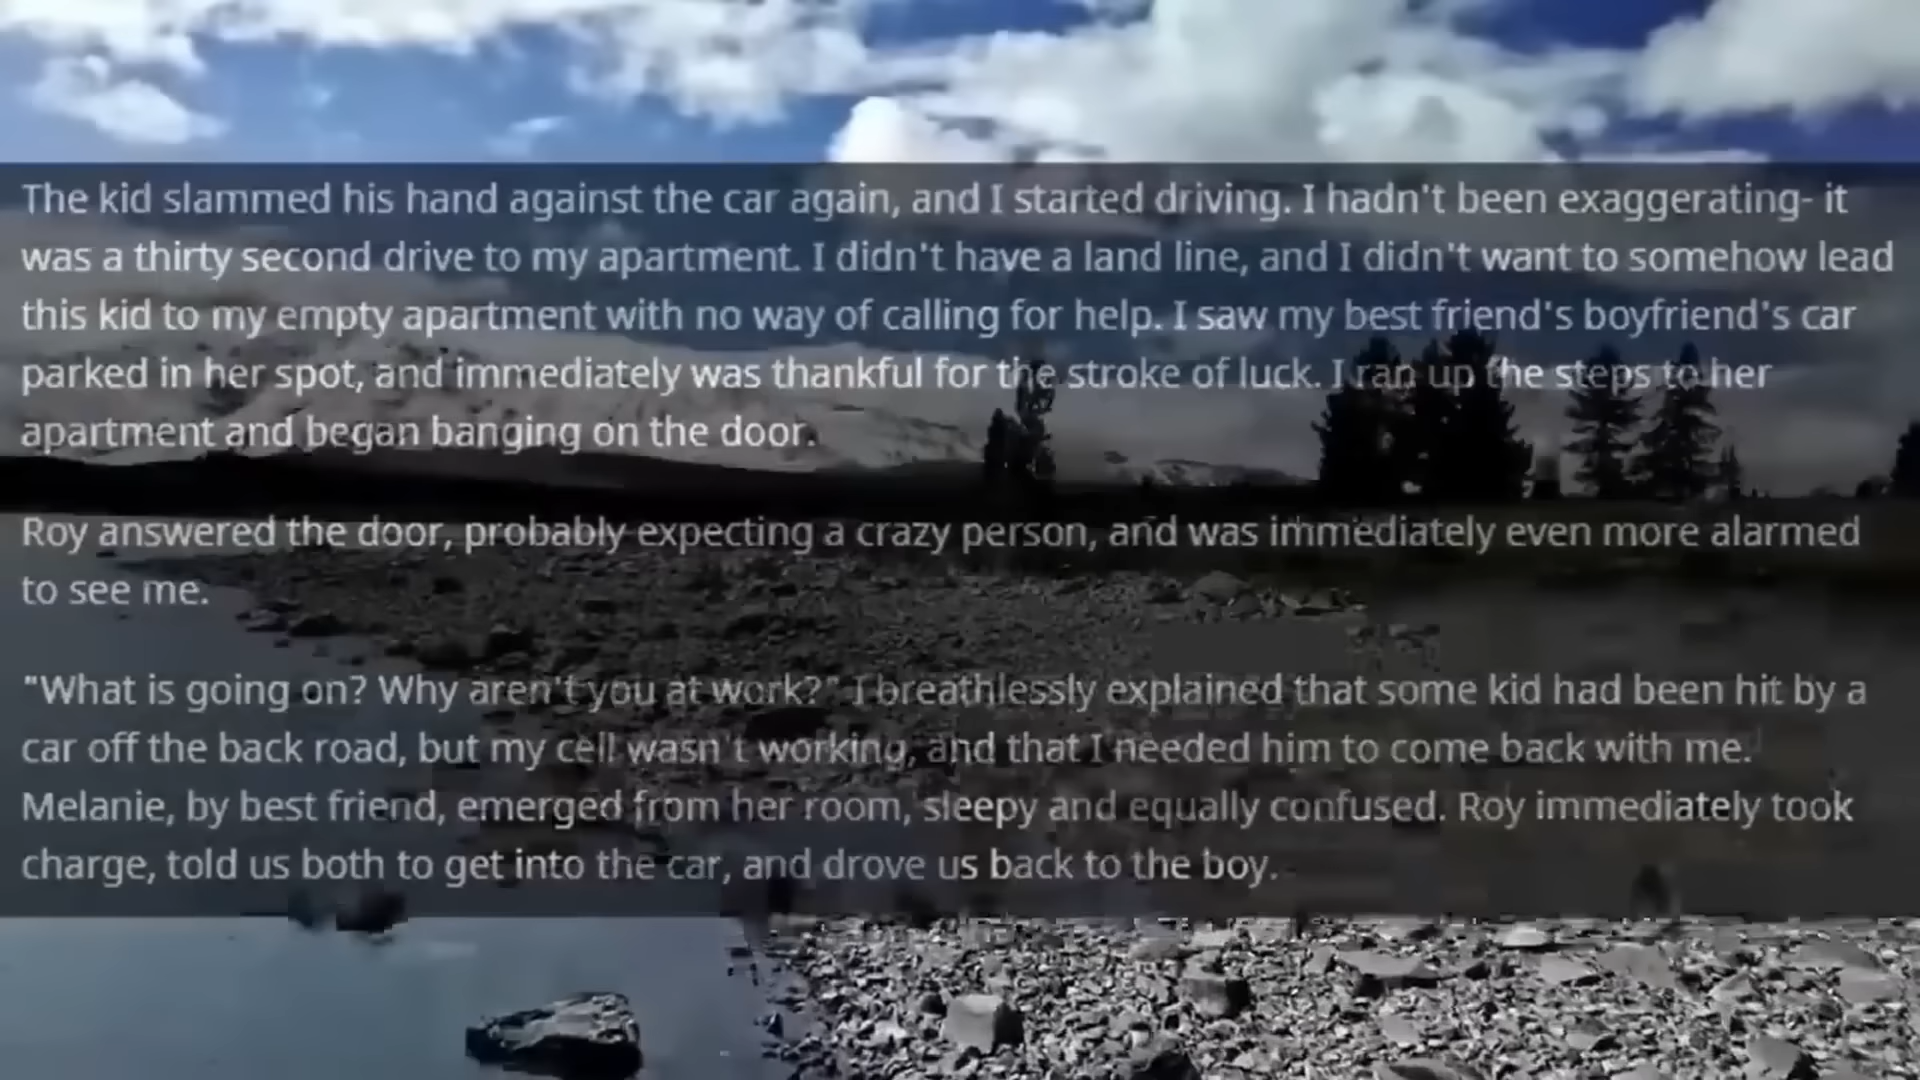 The kid slammed his hand against the car again, and I started driving. I hadn't been exaggerating- it
was a thirty second drive to my apartment. I didn't have a land line, and I didn't want to somehow lead
this kid to my empty apartment with no way of calling for help. I saw my best friend's boyfriend's car
parked in her spot, and immediately was thankful for the stroke of luck. I ran up the steps to her
apartment and began banging on the door.
Roy answered the door, probably expecting a crazy person, and was immediately even more alarmed
to see me.
"What is going on? Why aren't you at work?" I breathlessly explained that some kid had been hit by a
car off the back road, but my cell wasn't working, and that I needed him to come back with me.
Melanie, by best friend, emerged from her room, sleepy and equally confused. Roy immediately took
charge, told us both to get into the car, and drove us back to the boy.